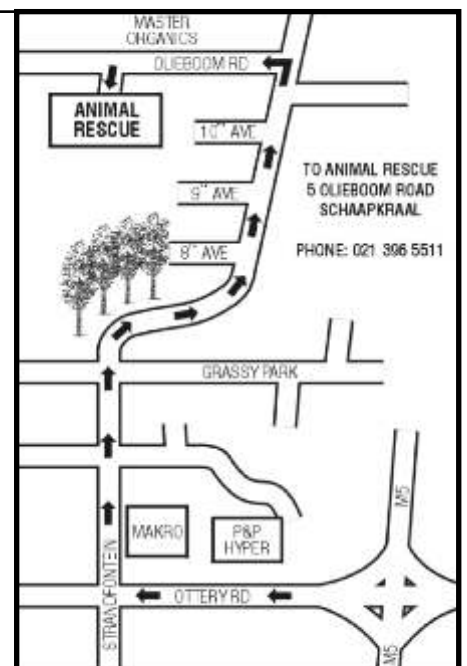 MASTER
ORGANICS
OLIEBOOM RD
ANIMAL
RESCUE
10TH AVE
TO ANIMAL RESCUE
5 OLIEBOOM ROAD
SCHAAPKRAAL
9TH AVE
PHONE: 021 396 5511
8TH AVE
GRASSY PARK
M5
MAKRO
P&P
HYPER
STRANDFONTEIN
OTTERY RD
M5